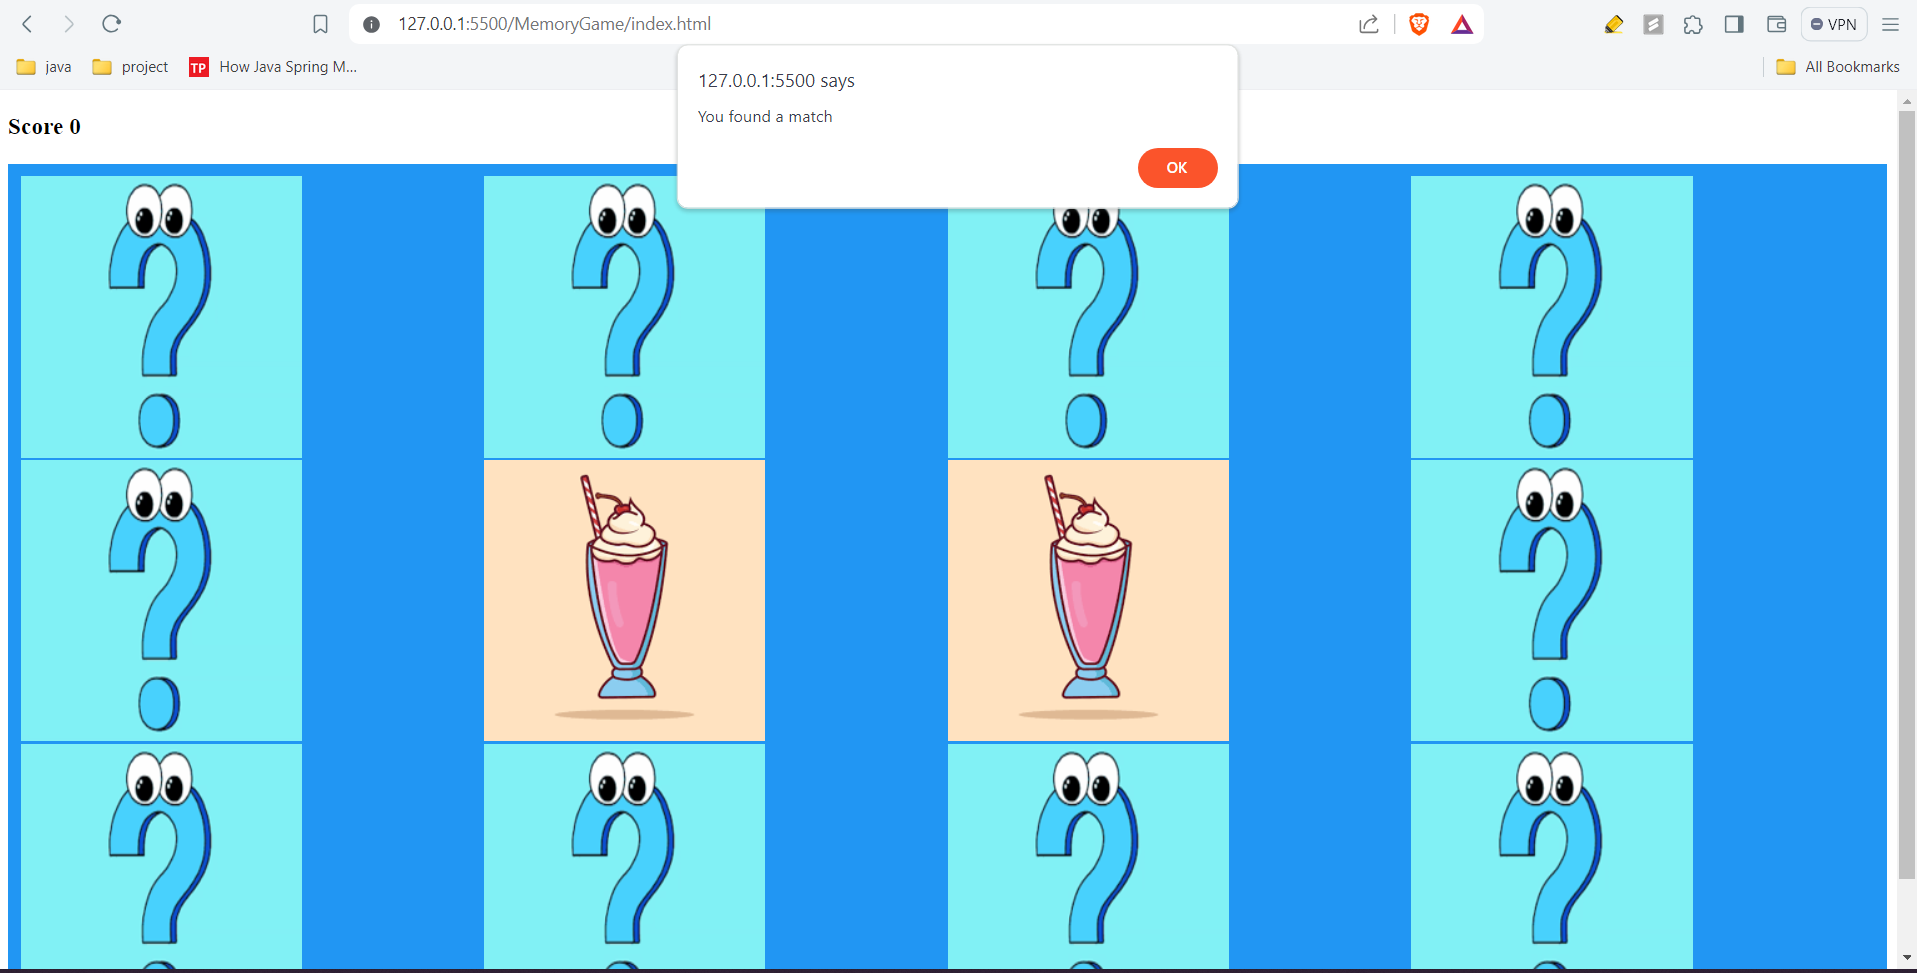 127.0.0.1:5500/MemoryGame/index.html
VPN
java project TP How Java Spring M... All Bookmarks
127.0.0.1:5500 says
You found a match
OK
Score 0